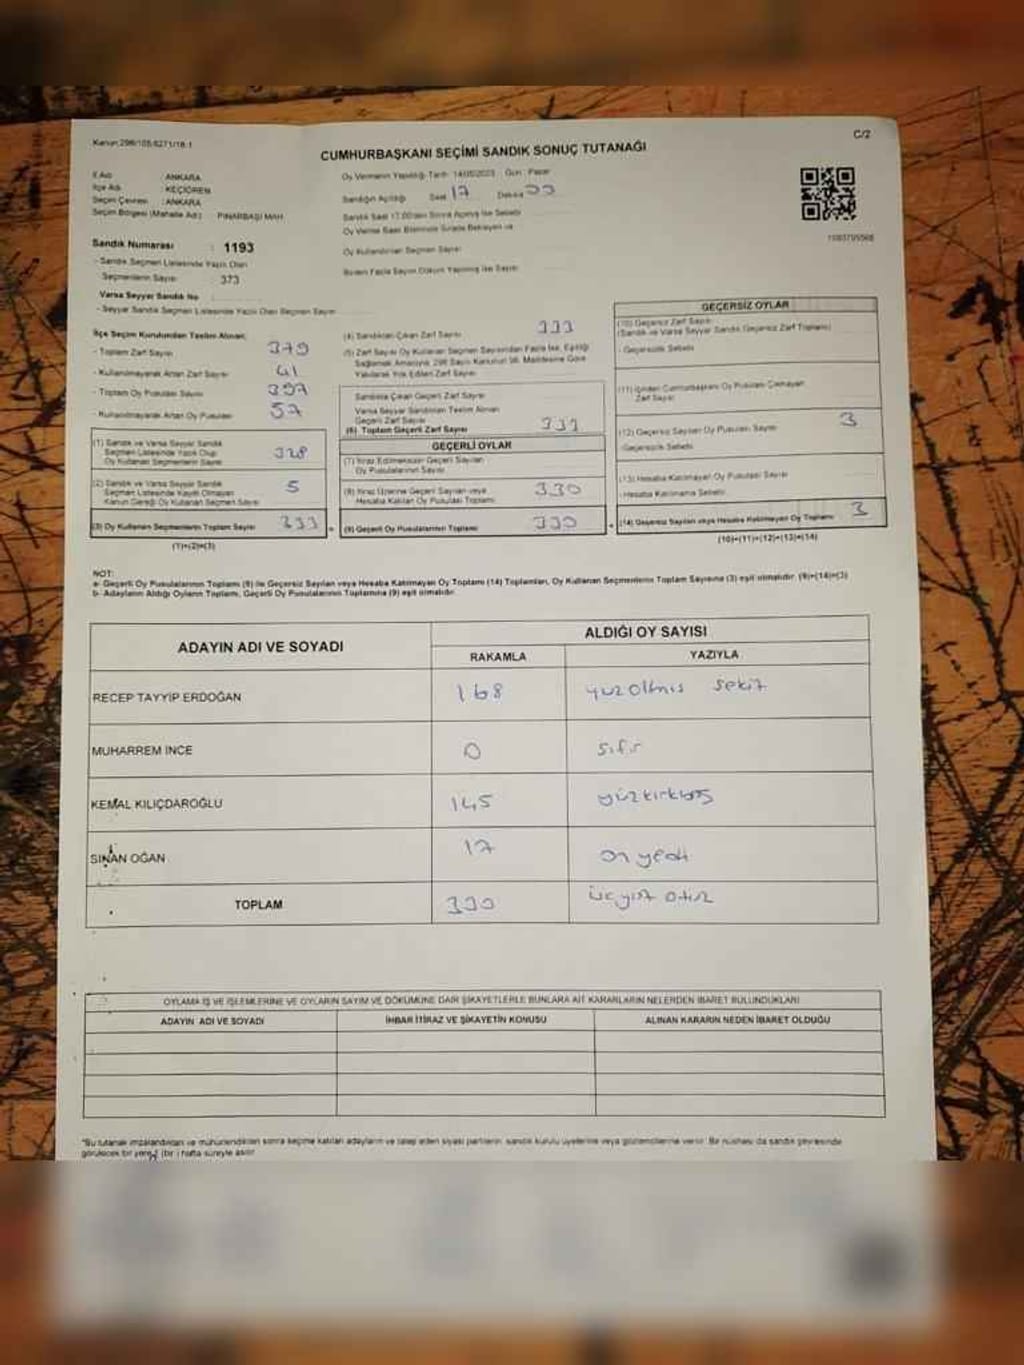 C/2
Kanun:298/105.6271/18.1
CUMHURBAŞKANI SEÇİMİ SANDIK SONUÇ TUTANAĞI
İl Adı : ANKARA
İlçe Adı : KEÇİÖREN
Seçim Çevresi : ANKARA
Seçim Bölgesi (Mahalle Adı) : PINARBAŞI MAH
Oy Vermenin Yapıldığı Tarih 14/05/2023 Gün : Pazar
Sandığın Açıldığı Saat 17 Dakika
Sandık Saat 17:00'den Sonra Açılmış İse Sebebi
Oy Verme Saati Bitiminde Sırada Bekleyen ve
Oy Kullandırılan Seçmen Sayısı
Birden Fazla Sayım Döküm Yapılmış İse Sayısı
Sandık Numarası : 1193
- Sandık Seçmen Listesinde Yazılı Olan
Seçmenlerin Sayısı : 373
Varsa Seyyar Sandık No
- Seyyar Sandık Seçmen Listesinde Yazılı Olan Seçmen Sayısı
İlçe Seçim Kurulundan Teslim Alınan;
- Toplam Zarf Sayısı
- Kullanılmayarak Artan Zarf Sayısı 41
- Toplam Oy Pusulası Sayısı
- Kullanılmayarak Artan Oy Pusulası 57
(1) Sandık ve Varsa Seyyar Sandık
Seçmen Listesinde Yazılı Olup
Oy Kullanan Seçmenlerin Sayısı 328
(2) Sandık ve Varsa Seyyar Sandık
Seçmen Listesinde Kayıtlı Olmayan
Kanun Gereği Oy Kullanan Seçmen Sayısı 5
(3) Oy Kullanan Seçmenlerin Toplam Sayısı 333
(1)+(2)=(3)
(4) Sandıktan Çıkan Zarf Sayısı 333
(5) Zarf Sayısı Oy Kullanan Seçmen Sayısından Fazla İse, Eşitliği
Sağlamak Amacıyla, 298 Sayılı Kanunun 98. Maddesine Göre
Yakılarak Yok Edilen Zarf Sayısı
Sandıkta Çıkan Geçerli Zarf Sayısı
Varsa Seyyar Sandıktan Teslim Alınan
Geçerli Zarf Sayısı
(6) Toplam Geçerli Zarf Sayısı 333
GEÇERLİ OYLAR
(7) İtiraz Edilmeksizin Geçerli Sayılan
Oy Pusulalarının Sayısı
(8) İtiraz Üzerine Geçerli Sayılan veya
Hesaba Katılan Oy Pusulası Toplamı 330
(9) Geçerli Oy Pusulalarının Toplamı 330
GEÇERSİZ OYLAR
(10) Geçersiz Zarf Sayısı
(Sandık ve Varsa Seyyar Sandık Geçersiz Zarf Toplamı)
- Geçersizlik Sebebi
(11) İçinden Cumhurbaşkanı Oy Pusulası Çıkmayan
Zarf Sayısı
(12) Geçersiz Sayılan Oy Pusulası Sayısı 3
- Geçersizlik Sebebi
(13) Hesaba Katılmayan Oy Pusulası Sayısı
- Hesaba Katılmama Sebebi
(14) Geçersiz Sayılan veya Hesaba Katılmayan Oy Toplamı 3
(10)+(11)+(12)+(13)=(14)
NOT:
a- Geçerli Oy Pusulalarının Toplamı (9) ile Geçersiz Sayılan veya Hesaba Katılmayan Oy Toplamı (14) Toplamları, Oy Kullanan Seçmenlerin Toplam Sayısına (3) eşit olmalıdır. (9)+(14)=(3)
b- Adayların Aldığı Oyların Toplamı, Geçerli Oy Pusulalarının Toplamına (9) eşit olmalıdır.
ADAYIN ADI VE SOYADI ALDIĞI OY SAYISI
RAKAMLA YAZIYLA
RECEP TAYYİP ERDOĞAN 168 yüzaltmış sekiz
MUHARREM İNCE 0 sıfır
KEMAL KILIÇDAROĞLU 145 yüzkırkbeş
SİNAN OĞAN 17 on yedi
TOPLAM 330 üçyüz otuz
OYLAMA İŞ VE İŞLEMLERİNE VE OYLARIN SAYIM VE DÖKÜMÜNE DAİR ŞİKAYETLERLE BUNLARA AİT KARARLARIN NELERDEN İBARET BULUNDUKLARI
ADAYIN ADI VE SOYADI İHBAR İTİRAZ VE ŞİKAYETİN KONUSU ALINAN KARARIN NEDEN İBARET OLDUĞU
*Bu tutanak imzalandıktan ve mühürlendikten sonra seçime katılan adayların ve talep eden siyasi partilerin sandık kurulu üyelerine veya gözlemcilerine verilir. Bir nüshası da sandık çevresinde
görülecek bir yere 1 (bir) hafta süreyle asılır.